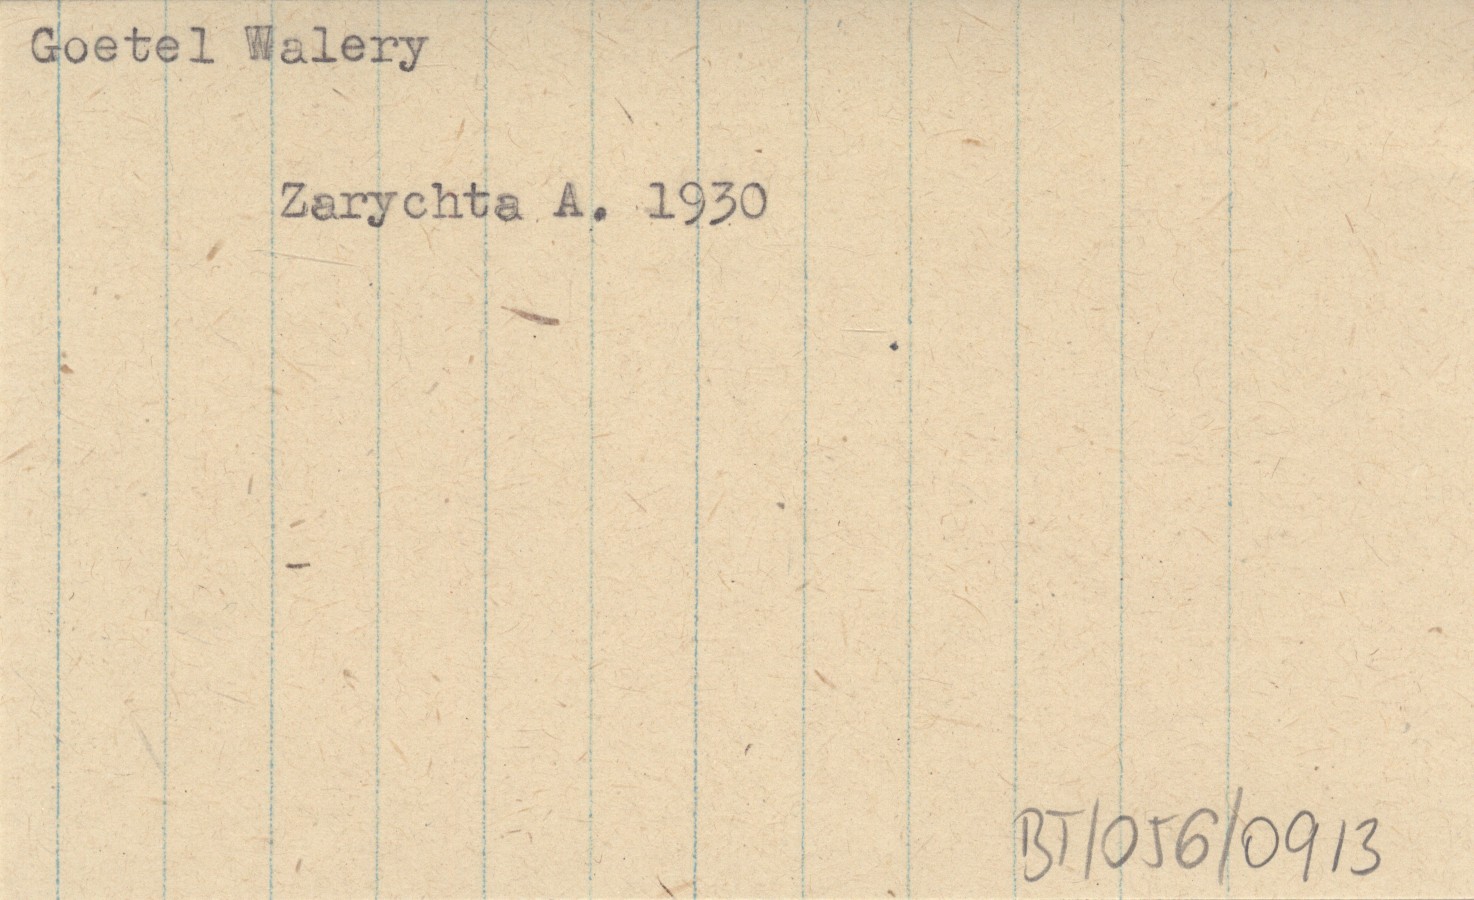 Goetel Walery
Zarychta A. 1930
BT/056/0913